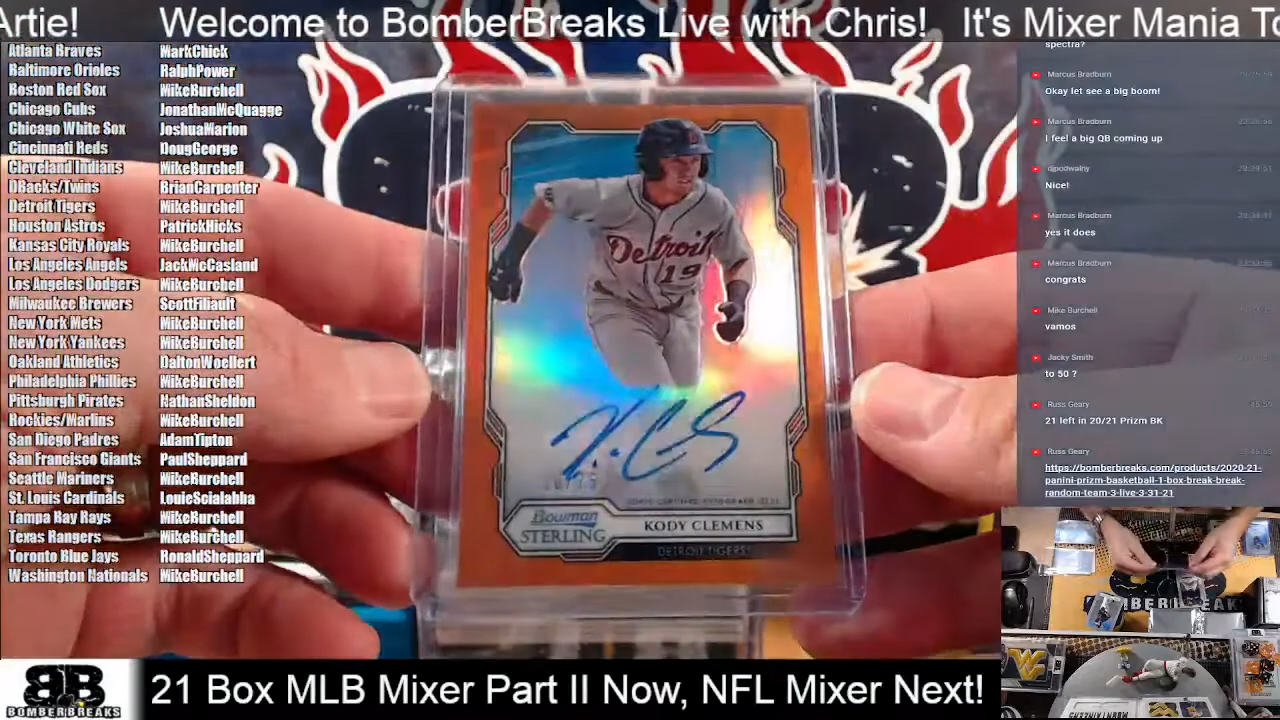 Artie! Welcome to BomberBreaks Live with Chris! It's Mixer Mania To
Atlanta Braves MarkChick
Baltimore Orioles RalphPower
Boston Red Sox MikeBurchell
Chicago Cubs JonathanMcQuagge
Chicago White Sox JoshuaMarion
Cincinnati Reds DougGeorge
Cleveland Indians MikeBurchell
DBacks/Twins BrianCarpenter
Detroit Tigers MikeBurchell
Houston Astros PatrickHicks
Kansas City Royals MikeBurchell
Los Angeles Angels JackMcCasland
Los Angeles Dodgers MikeBurchell
Milwaukee Brewers ScottFiliault
New York Mets MikeBurchell
New York Yankees MikeBurchell
Oakland Athletics DaltonWoellert
Philadelphia Phillies MikeBurchell
Pittsburgh Pirates NathanSheldon
Rockies/Marlins MikeBurchell
San Diego Padres AdamTipton
San Francisco Giants PaulSheppard
Seattle Mariners MikeBurchell
St. Louis Cardinals LouieScialabba
Tampa Bay Rays MikeBurchell
Texas Rangers MikeBurchell
Toronto Blue Jays RonaldSheppard
Washington Nationals MikeBurchell
Detroit
19
Bowman
STERLING
KODY CLEMENS
DETROIT TIGERS
spectra?
Marcus Bradburn
Okay let see a big boom!
Marcus Bradburn
I feel a big QB coming up
djpodwalny
Nice!
Marcus Bradburn
yes it does
Marcus Bradburn
congrats
Mike Burchell
vamos
Jacky Smith
to 50 ?
Russ Geary
21 left in 20/21 Prizm BK
Russ Geary
https://bomberbreaks.com/products/2020-21-
panini-prizm-basketball-1-box-break-break-
random-team-3-live-3-31-21
BB
BOMBERBREAKS
21 Box MLB Mixer Part II Now, NFL Mixer Next!